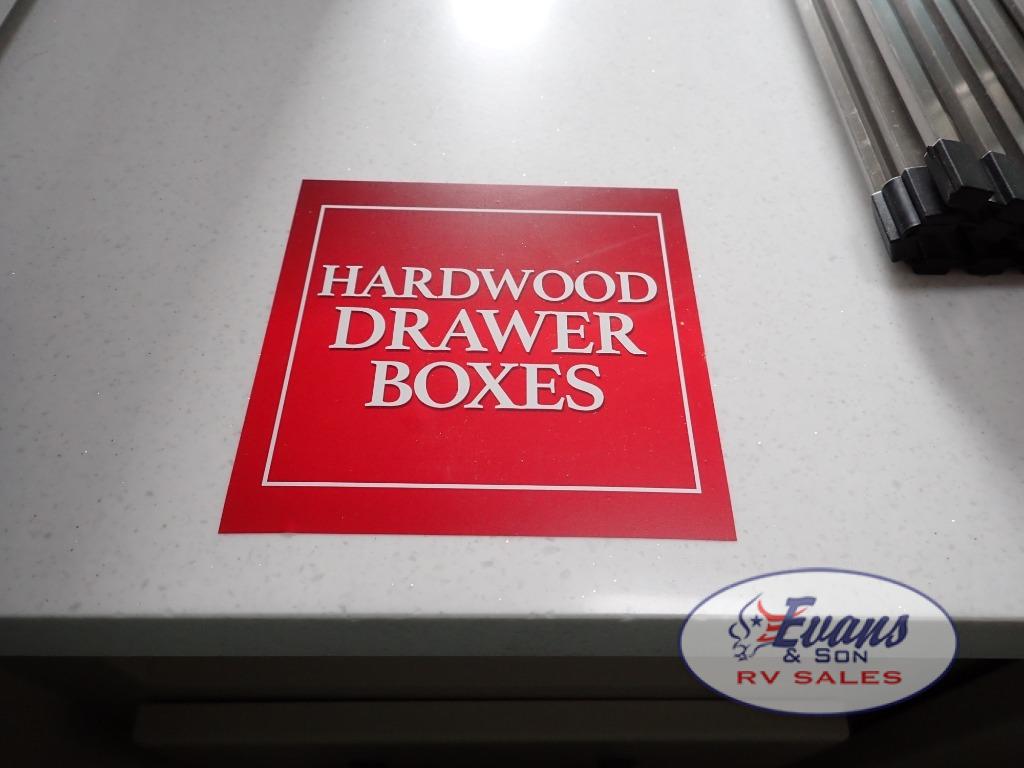 HARDWOOD
DRAWER
BOXES
Evans
& SON
RV SALES